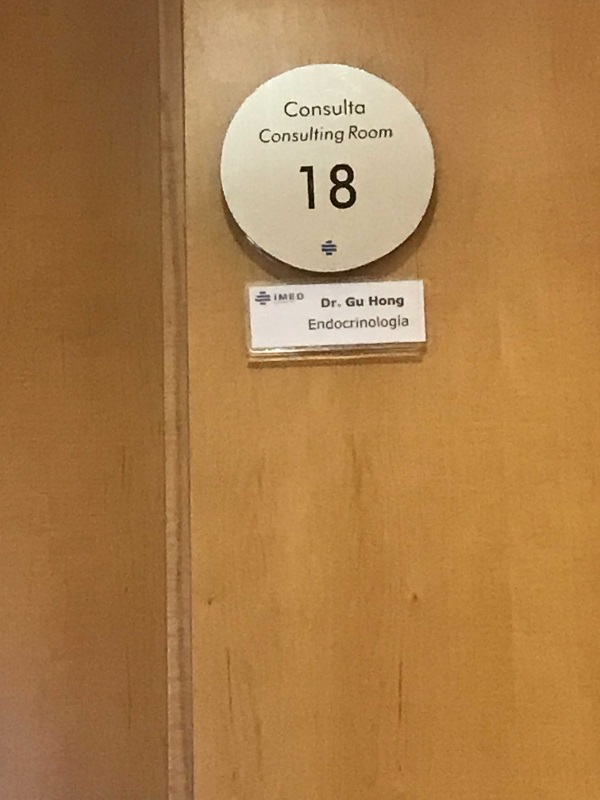 Consulta
Consulting Room
18
IMED
Dr. Gu Hong
Endocrinología